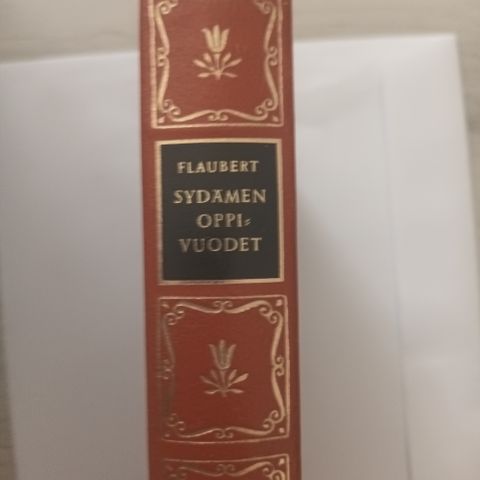 FLAUBERT
SYDÄMEN
OPPI-
VUODET